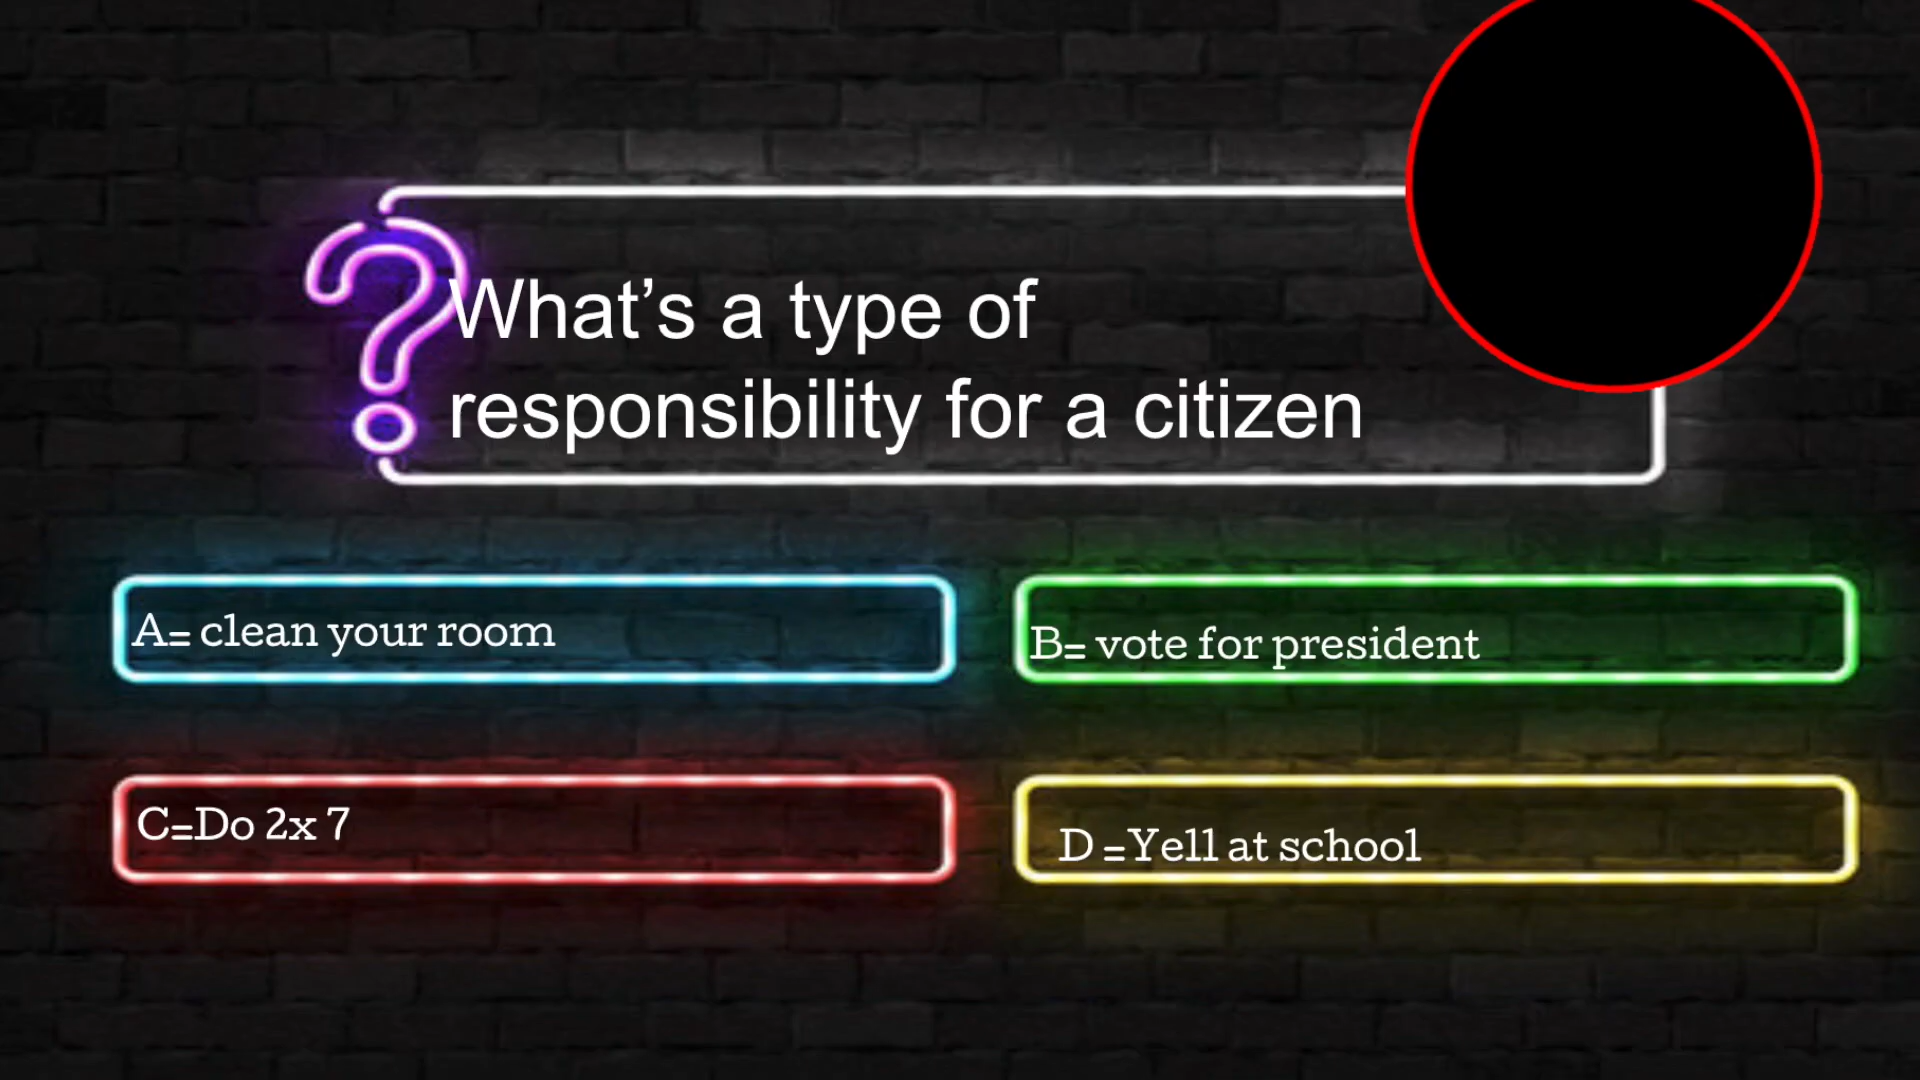 What’s a type of
responsibility for a citizen
A= clean your room
B= vote for president
C=Do 2x 7
D =Yell at school